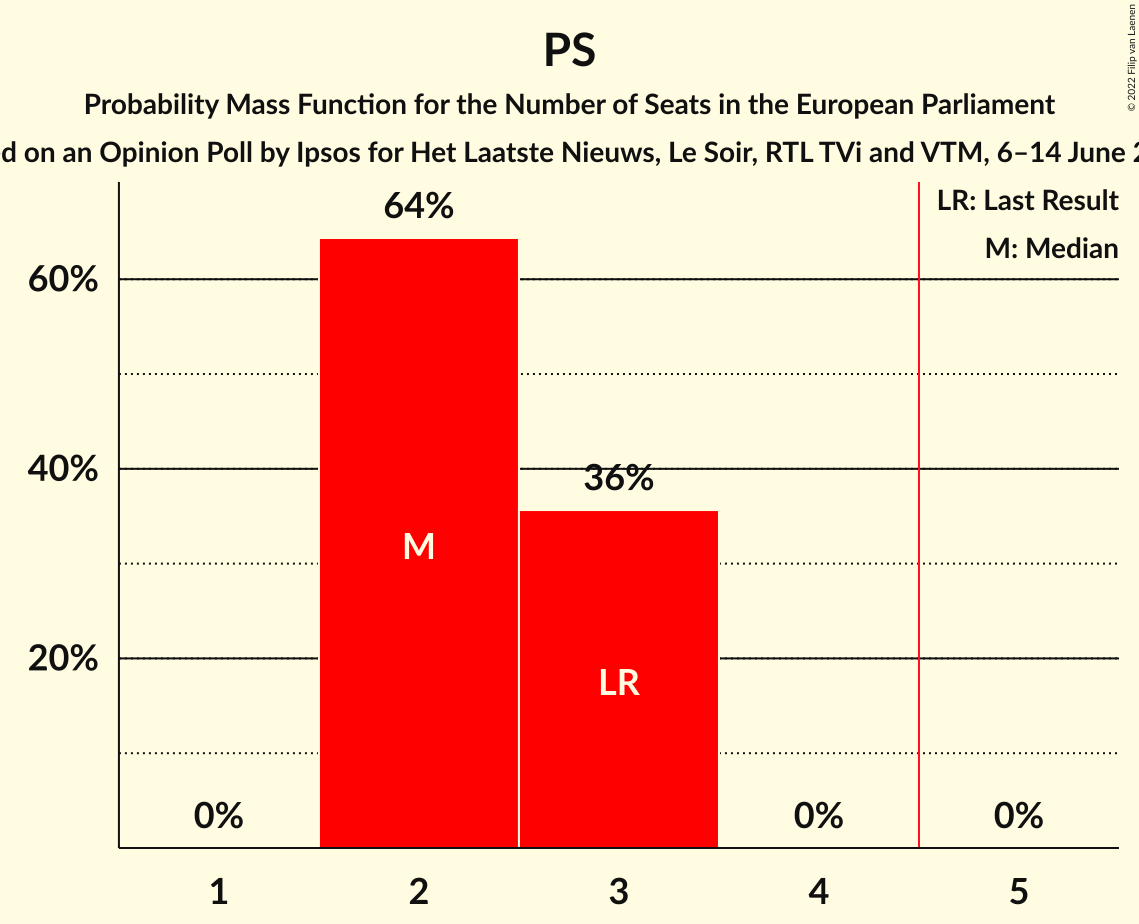 PS
Probability Mass Function for the Number of Seats in the European Parliament
on an Opinion Poll by Ipsos for Het Laatste Nieuws, Le Soir, RTL TVi and VTM, 6–14 June
© 2022 Filip van Laenen
LR: Last Result
M: Median
64%
60%
40%
36%
20%
M
LR
0%
0%
0%
1
2
3
4
5